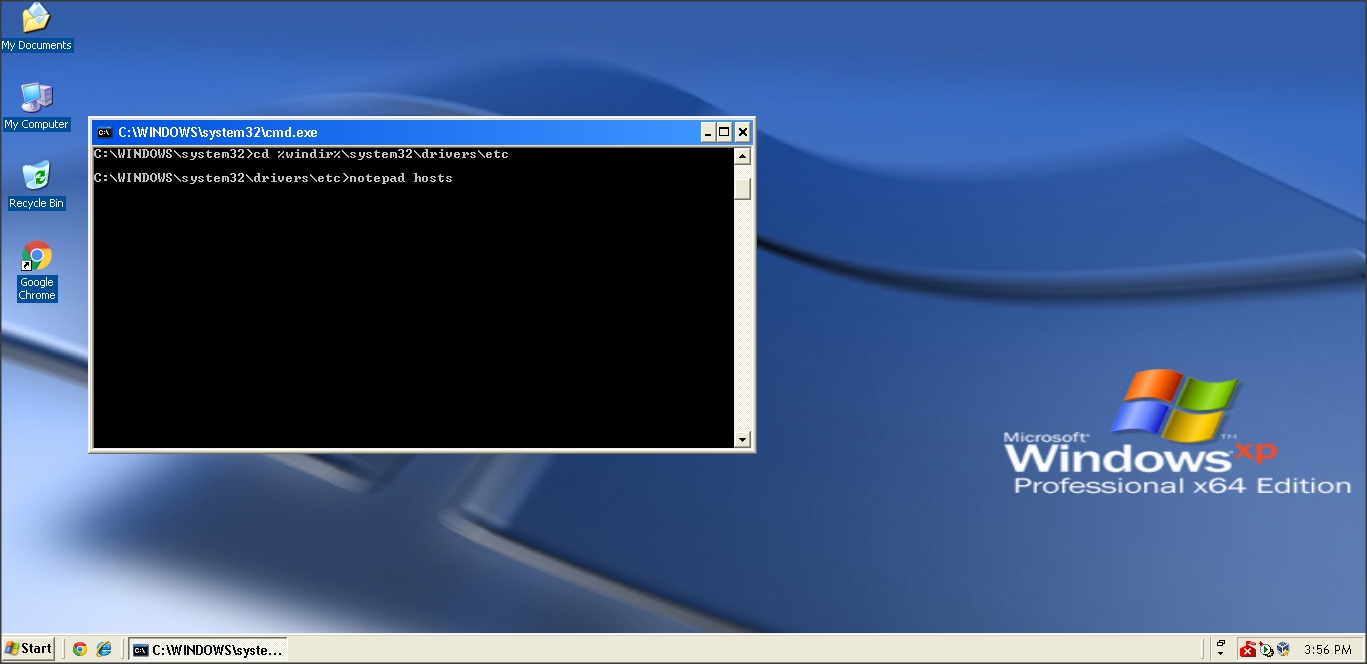 My Documents
My Computer
Recycle Bin
Google
Chrome
C:\WINDOWS\system32\cmd.exe
C:\WINDOWS\system32>cd %windir%\system32\drivers\etc
C:\WINDOWS\system32\drivers\etc>notepad hosts
Microsoft
Windows xp ™
Professional x64 Edition
Start
C:\WINDOWS\syste...
3:56 PM